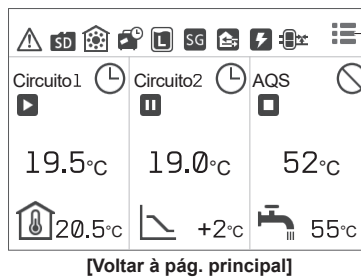 SD L SG
Circuito1 Circuito2 AQS
19.5°C 19.0°C 52°C
20.5°C +2°C 55°C
[Voltar à pág. principal]